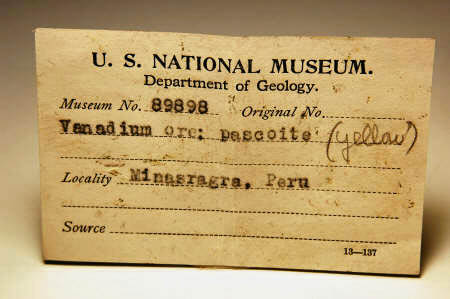 U. S. NATIONAL MUSEUM.
Department of Geology.
Museum No. 89898 Original No.
Vanadium ore: pascoite (yellow)
Locality Minasragra, Peru
Source
13—137